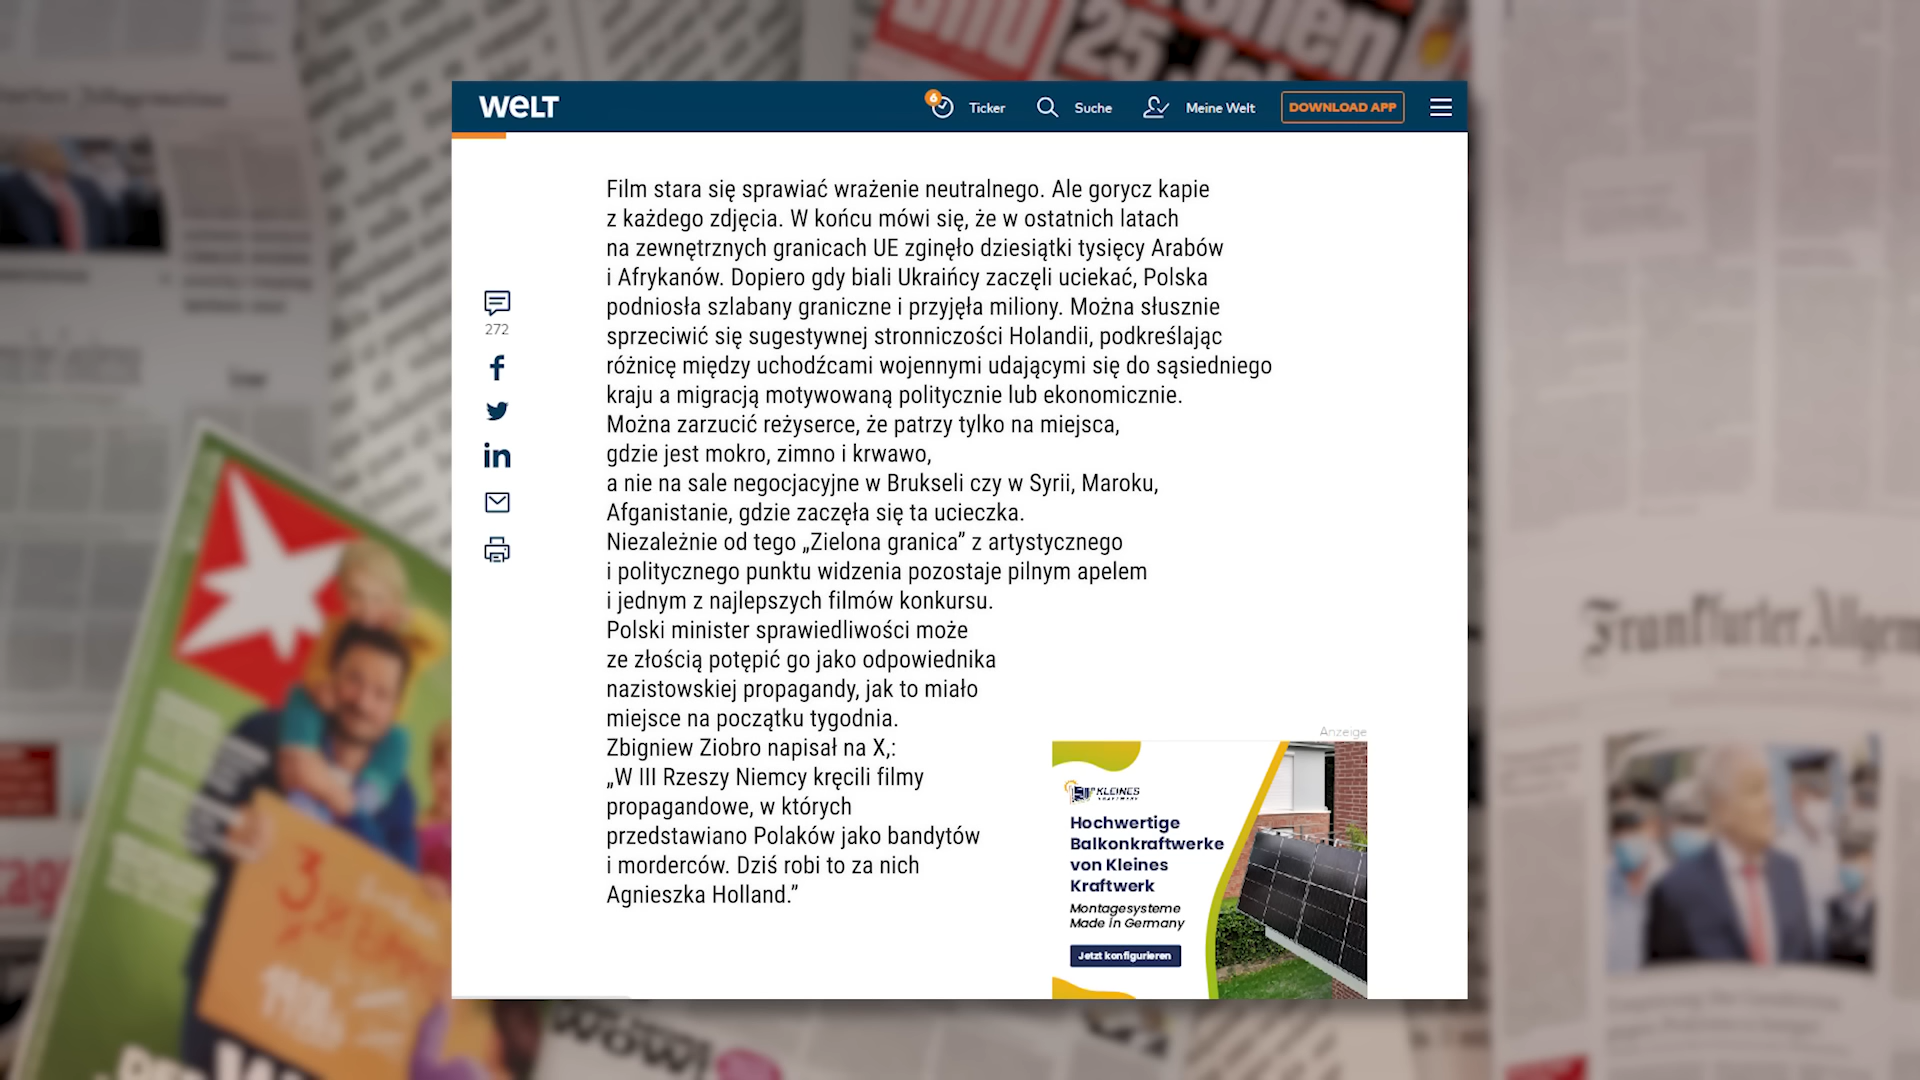 WELT
6
Ticker
Suche
Meine Welt
DOWNLOAD APP
Film stara się sprawiać wrażenie neutralnego. Ale gorycz kapie
z każdego zdjęcia. W końcu mówi się, że w ostatnich latach
na zewnętrznych granicach UE zginęło dziesiątki tysięcy Arabów
i Afrykanów. Dopiero gdy biali Ukraińcy zaczęli uciekać, Polska
podniosła szlabany graniczne i przyjęła miliony. Można słusznie
sprzeciwić się sugestywnej stronniczości Holandii, podkreślając
różnicę między uchodźcami wojennymi udającymi się do sąsiedniego
kraju a migracją motywowaną politycznie lub ekonomicznie.
Można zarzucić reżyserce, że patrzy tylko na miejsca,
gdzie jest mokro, zimno i krwawo,
a nie na sale negocjacyjne w Brukseli czy w Syrii, Maroku,
Afganistanie, gdzie zaczęła się ta ucieczka.
Niezależnie od tego „Zielona granica” z artystycznego
i politycznego punktu widzenia pozostaje pilnym apelem
i jednym z najlepszych filmów konkursu.
Polski minister sprawiedliwości może
ze złością potępić go jako odpowiednika
nazistowskiej propagandy, jak to miało
miejsce na początku tygodnia.
Zbigniew Ziobro napisał na X,:
„W III Rzeszy Niemcy kręcili filmy
propagandowe, w których
przedstawiano Polaków jako bandytów
i morderców. Dziś robi to za nich
Agnieszka Holland.”
272
Anzeige
KLEINES
KRAFTWERK
Hochwertige
Balkonkraftwerke
von Kleines
Kraftwerk
Montagesysteme
Made in Germany
Jetzt konfigurieren
Bild
25
Frankfurter Allgem
WOW!